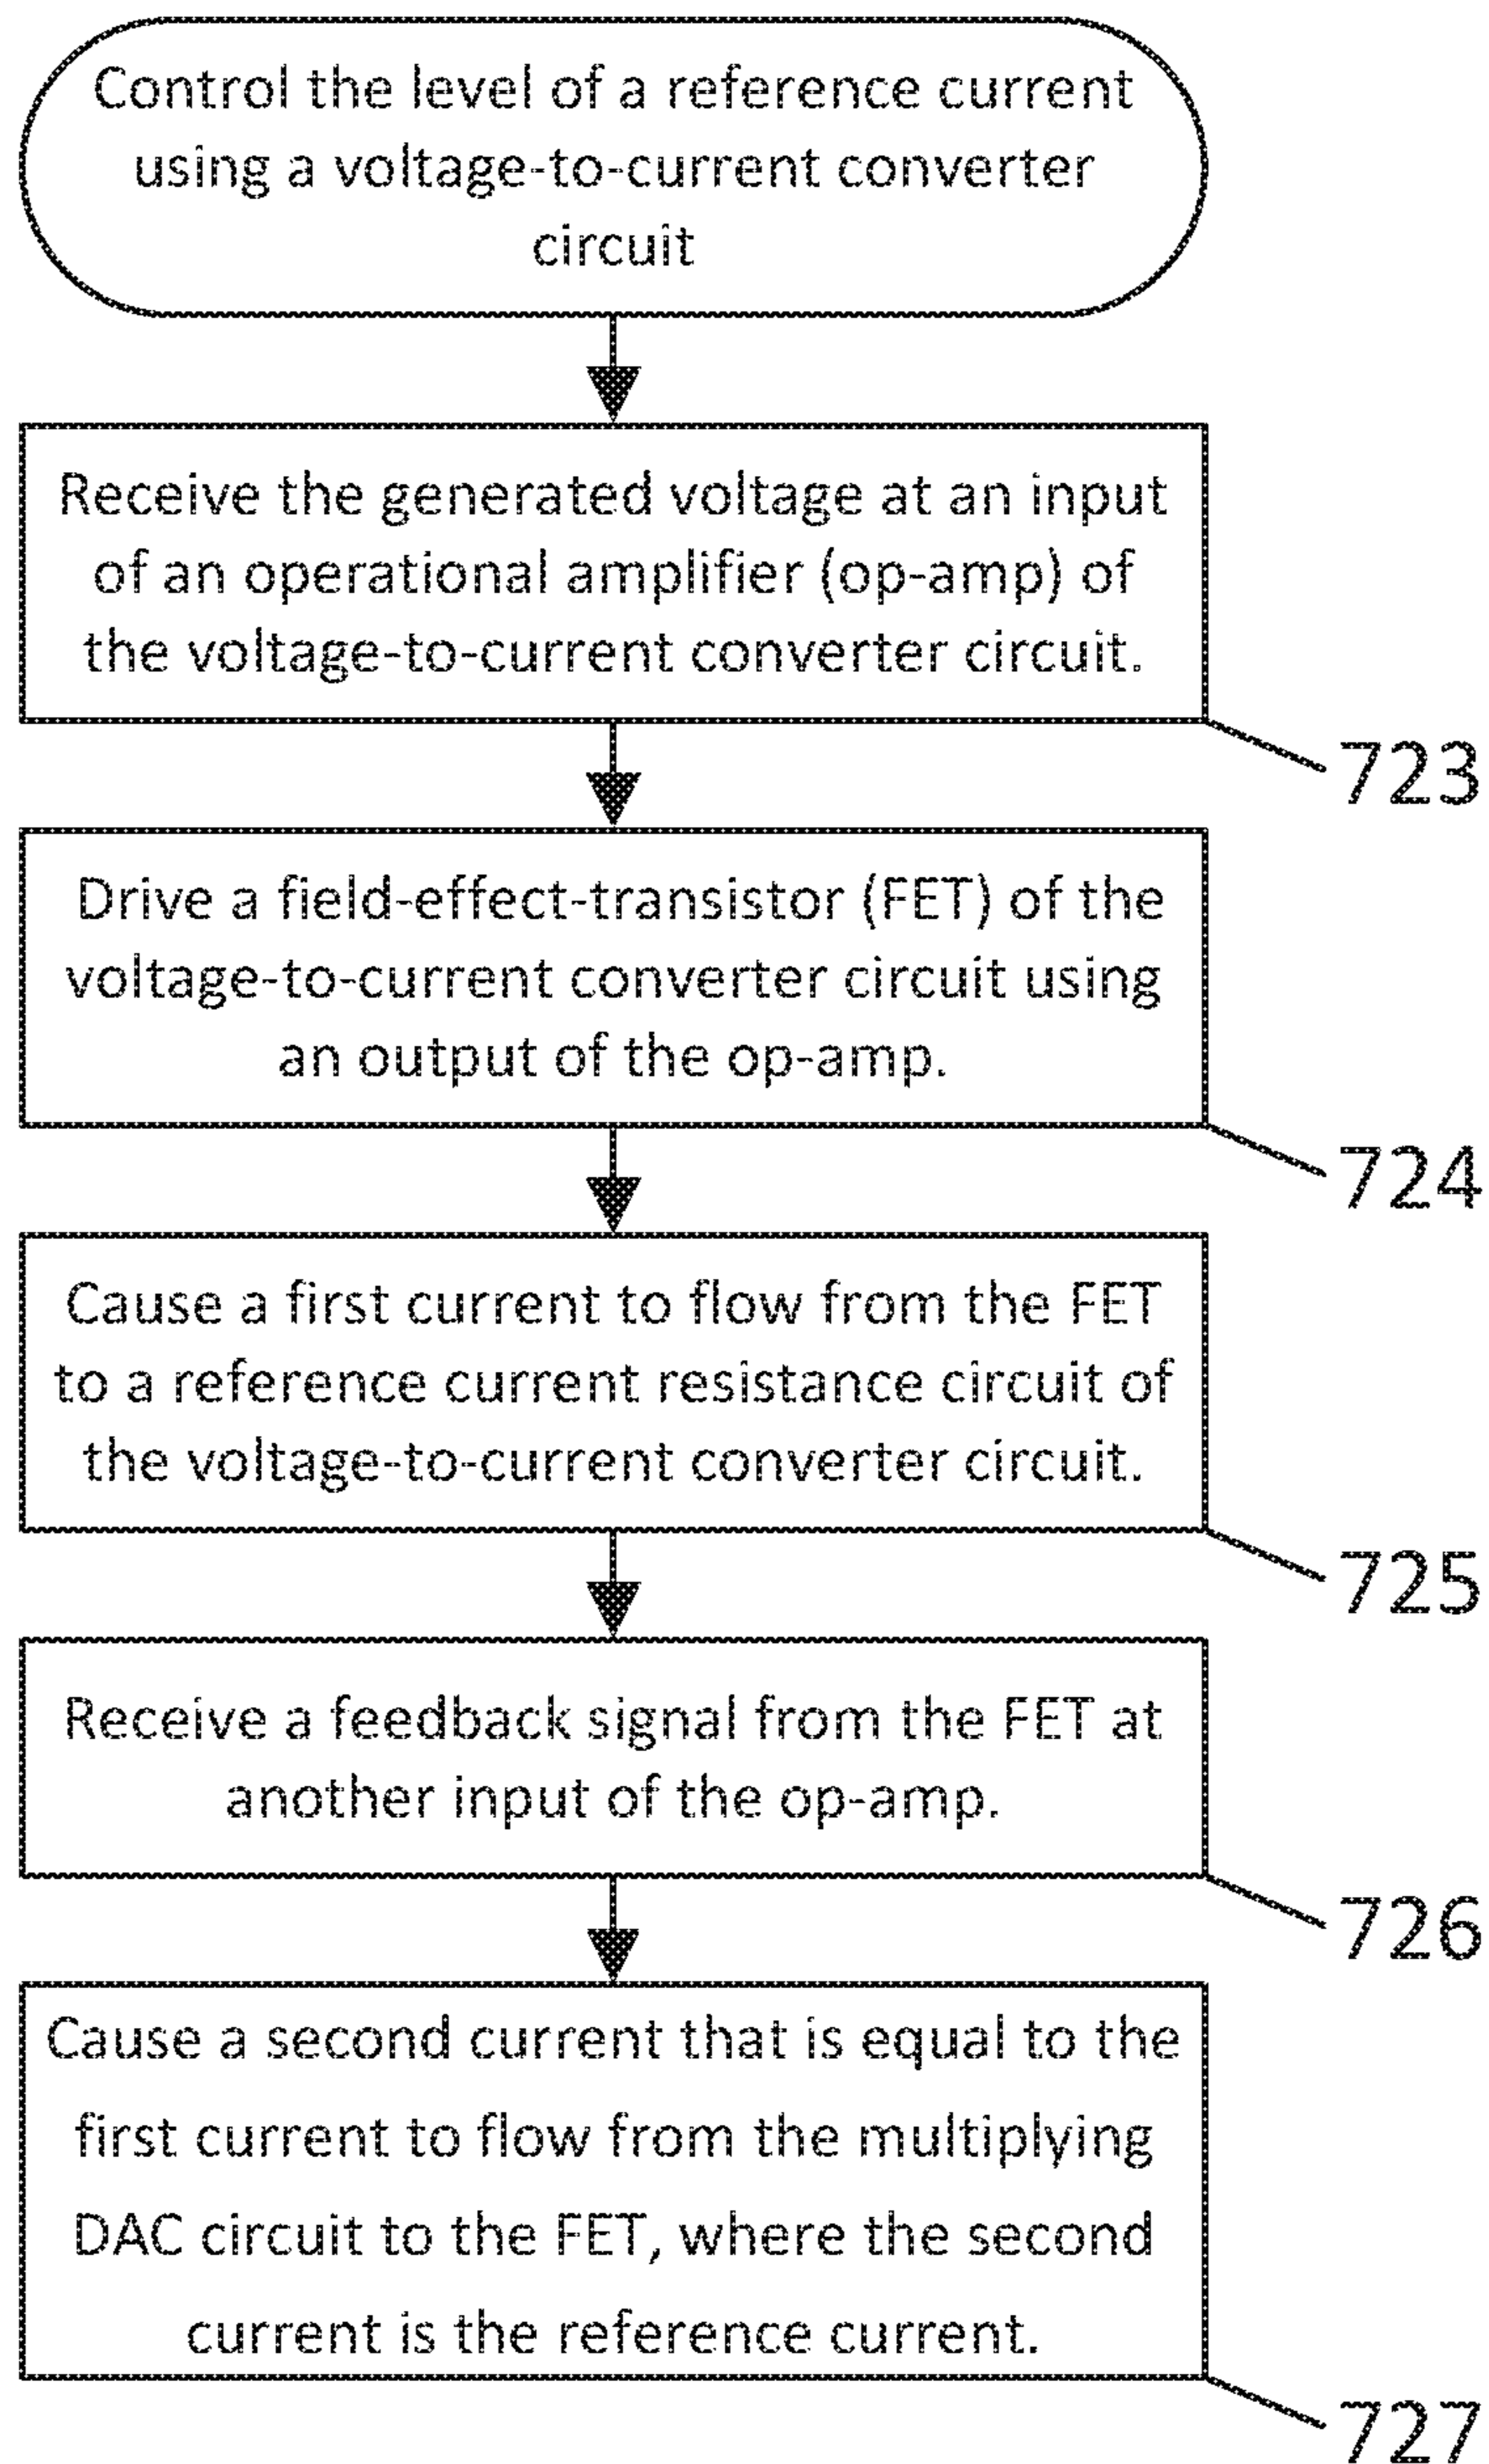 Control the level of a reference current
using a voltage-to-current converter
circuit
Receive the generated voltage at an input
of an operational amplifier (op-amp) of
the voltage-to-current converter circuit.
723
Drive a field-effect-transistor (FET) of the
voltage-to-current converter circuit using
an output of the op-amp.
724
Cause a first current to flow from the FET
to a reference current resistance circuit of
the voltage-to-current converter circuit.
725
Receive a feedback signal from the FET at
another input of the op-amp.
726
Cause a second current that is equal to the
first current to flow from the multiplying
DAC circuit to the FET, where the second
current is the reference current.
727